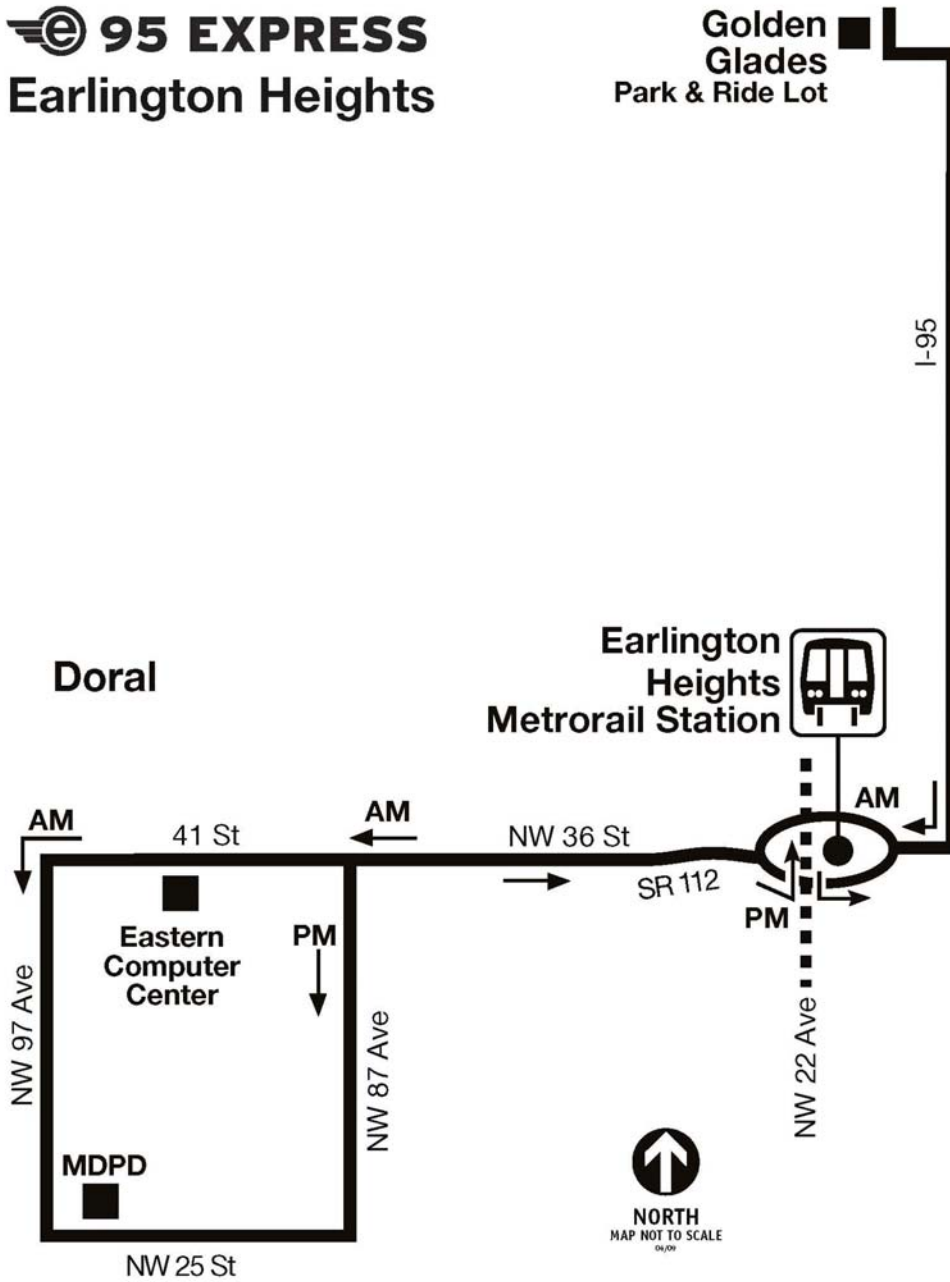 e 95 EXPRESS
Earlington Heights
Golden
Glades
Park & Ride Lot
I-95
Doral
Earlington
Heights
Metrorail Station
AM
41 St
AM
NW 36 St
SR 112
AM
PM
Eastern
Computer
Center
PM
NW 97 Ave
NW 87 Ave
NW 22 Ave
MDPD
NW 25 St
NORTH
MAP NOT TO SCALE
04/09